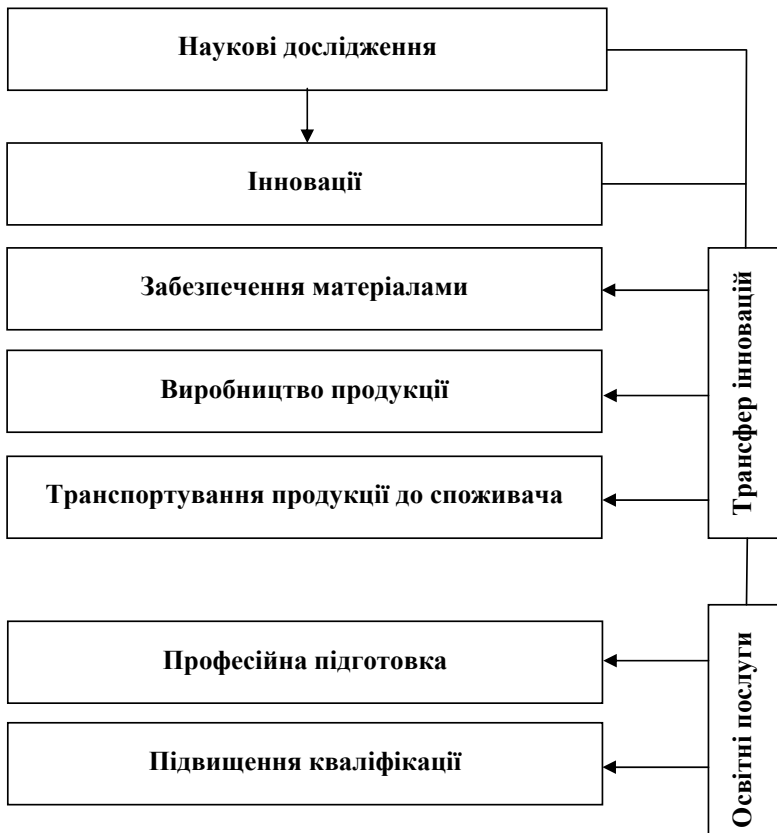 Наукові дослідження
Інновації
Забезпечення матеріалами
Виробництво продукції
Транспортування продукції до споживача
Трансфер інновацій
Професійна підготовка
Підвищення кваліфікації
Освітні послуги